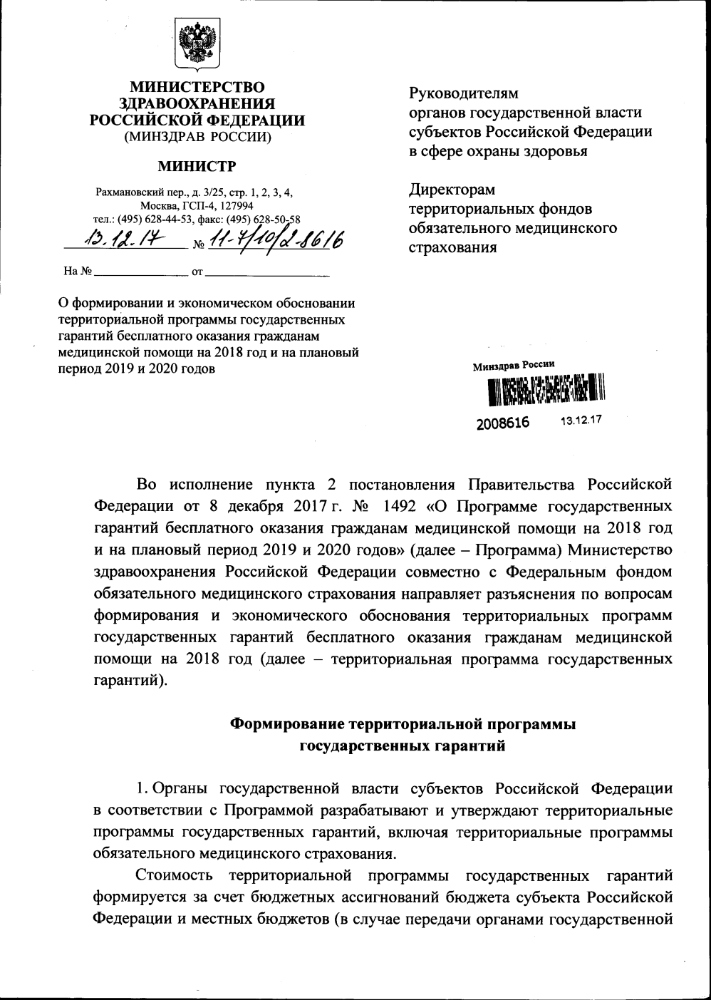 МИНИСТЕРСТВО
ЗДРАВООХРАНЕНИЯ
РОССИЙСКОЙ ФЕДЕРАЦИИ
(МИНЗДРАВ РОССИИ)
МИНИСТР
Рахмановский пер., д. 3/25, стр. 1, 2, 3, 4,
Москва, ГСП-4, 127994
тел.: (495) 628-44-53, факс: (495) 628-50-58
13.12.17 № 11-7/10/2-8616
На № от
О формировании и экономическом обосновании
территориальной программы государственных
гарантий бесплатного оказания гражданам
медицинской помощи на 2018 год и на плановый
период 2019 и 2020 годов
Руководителям
органов государственной власти
субъектов Российской Федерации
в сфере охраны здоровья
Директорам
территориальных фондов
обязательного медицинского
страхования
Минздрав России
2008616 13.12.17
Во исполнение пункта 2 постановления Правительства Российской
Федерации от 8 декабря 2017 г. № 1492 «О Программе государственных
гарантий бесплатного оказания гражданам медицинской помощи на 2018 год
и на плановый период 2019 и 2020 годов» (далее – Программа) Министерство
здравоохранения Российской Федерации совместно с Федеральным фондом
обязательного медицинского страхования направляет разъяснения по вопросам
формирования и экономического обоснования территориальных программ
государственных гарантий бесплатного оказания гражданам медицинской
помощи на 2018 год (далее – территориальная программа государственных
гарантий).
Формирование территориальной программы
государственных гарантий
1. Органы государственной власти субъектов Российской Федерации
в соответствии с Программой разрабатывают и утверждают территориальные
программы государственных гарантий, включая территориальные программы
обязательного медицинского страхования.
Стоимость территориальной программы государственных гарантий
формируется за счет бюджетных ассигнований бюджета субъекта Российской
Федерации и местных бюджетов (в случае передачи органами государственной